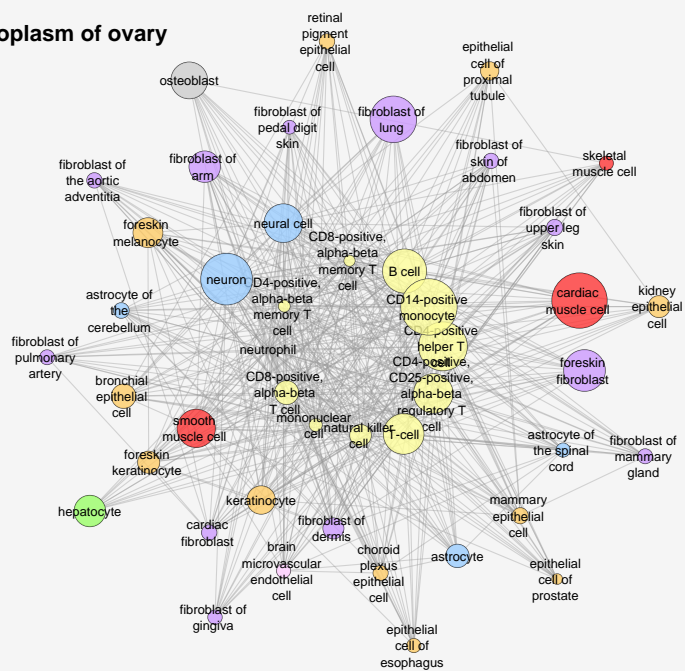 oplasm of ovary
retinal
pigment
epithelial
cell
epithelial
cell of
proximal
tubule
osteoblast
fibroblast of
pedal digit
skin
fibroblast of
lung
fibroblast of
skin of
abdomen
skeletal
muscle cell
fibroblast of
the aortic
adventitia
fibroblast of
arm
foreskin
melanocyte
neural cell
CD8-positive,
alpha-beta
memory T
cell
fibroblast of
upper leg
skin
neuron
D4-positive,
alpha-beta
memory T
cell
B cell
CD14-positive
monocyte
cardiac
muscle cell
kidney
epithelial
cell
astrocyte of
the
cerebellum
CD4-positive
helper T
cell
neutrophil
fibroblast of
pulmonary
artery
CD4-positive,
CD25-positive,
alpha-beta
regulatory T
cell
foreskin
fibroblast
bronchial
epithelial
cell
CD8-positive,
alpha-beta
T cell
smooth
muscle cell
mononuclear
cell
natural killer
cell
T-cell
astrocyte of
the spinal
cord
fibroblast of
mammary
gland
foreskin
keratinocyte
hepatocyte
keratinocyte
mammary
epithelial
cell
cardiac
fibroblast
fibroblast of
dermis
brain
microvascular
endothelial
cell
choroid
plexus
epithelial
cell
astrocyte
epithelial
cell of
prostate
fibroblast of
gingiva
epithelial
cell of
esophagus